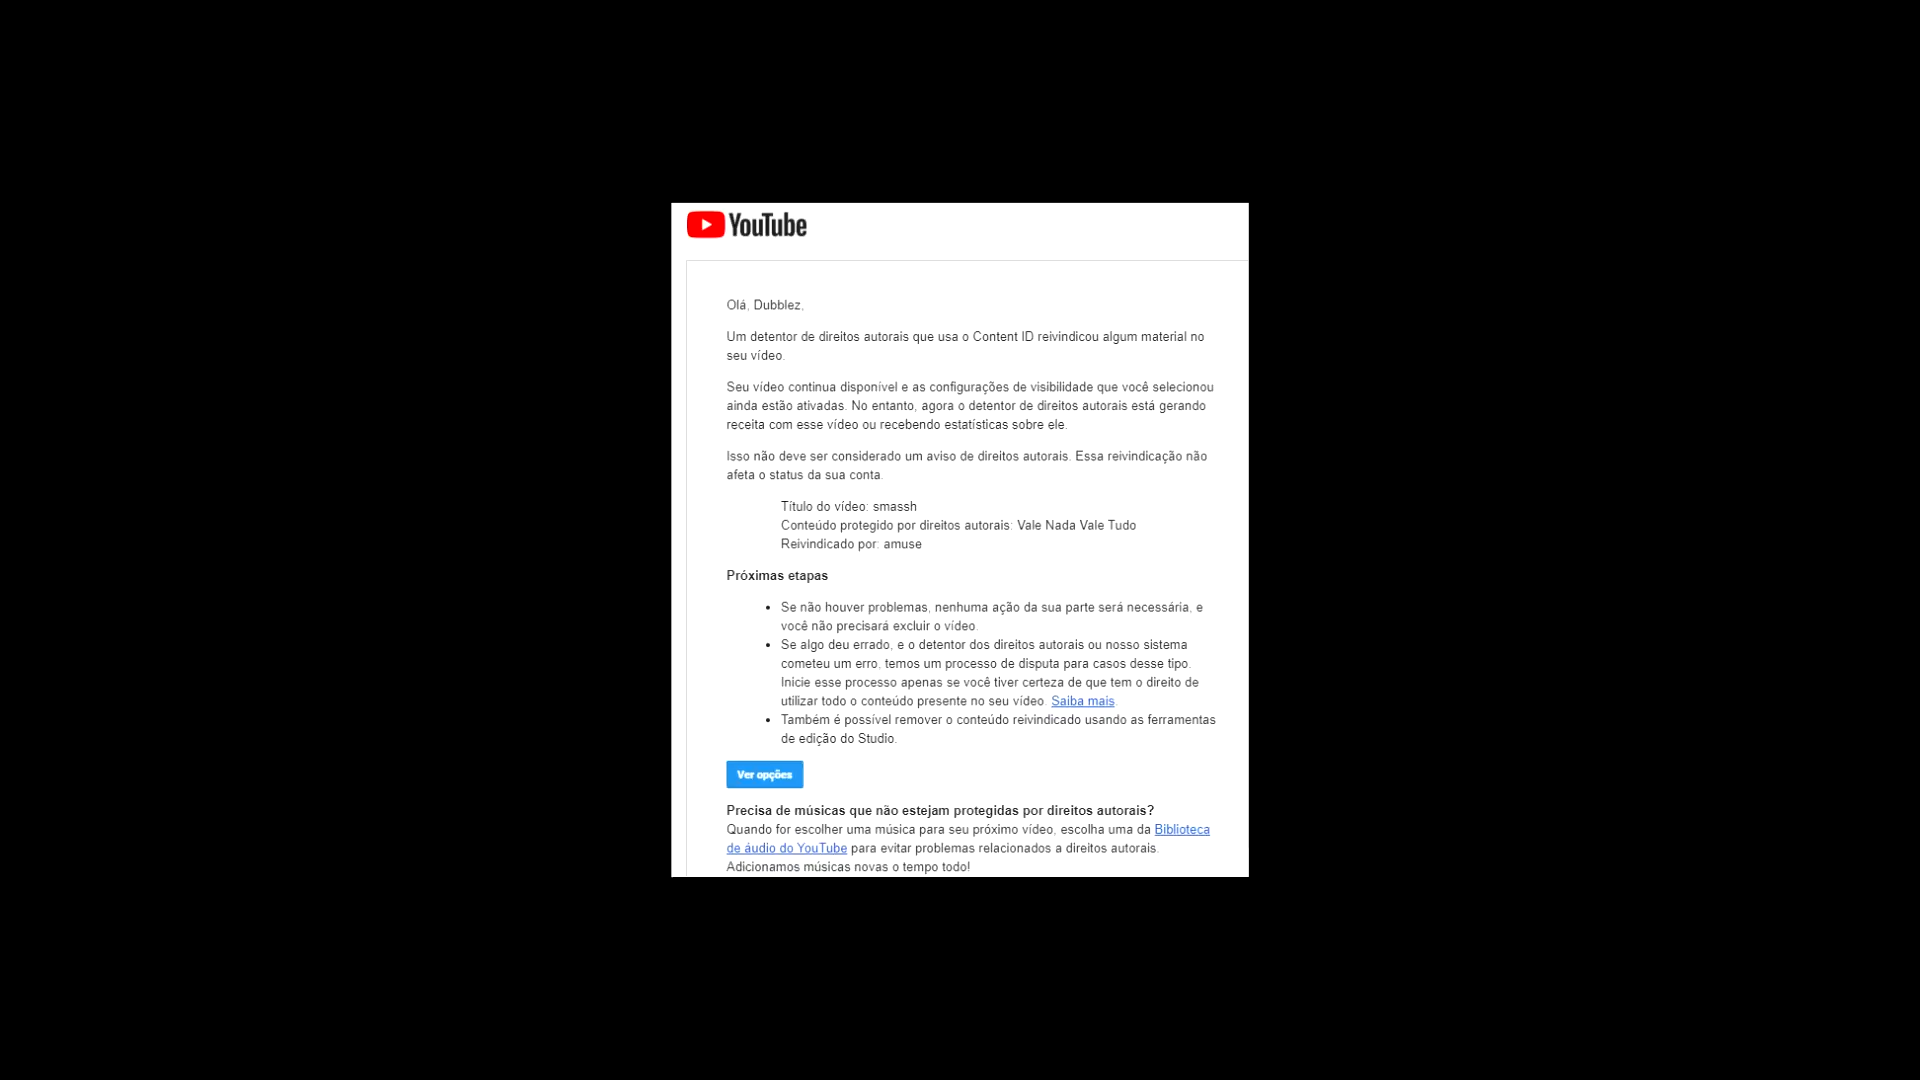 YouTube
Olá, Dubblez,
Um detentor de direitos autorais que usa o Content ID reivindicou algum material no
seu vídeo.
Seu vídeo continua disponível e as configurações de visibilidade que você selecionou
ainda estão ativadas. No entanto, agora o detentor de direitos autorais está gerando
receita com esse vídeo ou recebendo estatísticas sobre ele.
Isso não deve ser considerado um aviso de direitos autorais. Essa reivindicação não
afeta o status da sua conta.
Título do vídeo: smassh
Conteúdo protegido por direitos autorais: Vale Nada Vale Tudo
Reivindicado por: amuse
Próximas etapas
• Se não houver problemas, nenhuma ação da sua parte será necessária, e
você não precisará excluir o vídeo.
• Se algo deu errado, e o detentor dos direitos autorais ou nosso sistema
cometeu um erro, temos um processo de disputa para casos desse tipo.
Inicie esse processo apenas se você tiver certeza de que tem o direito de
utilizar todo o conteúdo presente no seu vídeo. Saiba mais.
• Também é possível remover o conteúdo reivindicado usando as ferramentas
de edição do Studio.
Ver opções
Precisa de músicas que não estejam protegidas por direitos autorais?
Quando for escolher uma música para seu próximo vídeo, escolha uma da Biblioteca
de áudio do YouTube para evitar problemas relacionados a direitos autorais.
Adicionamos músicas novas o tempo todo!